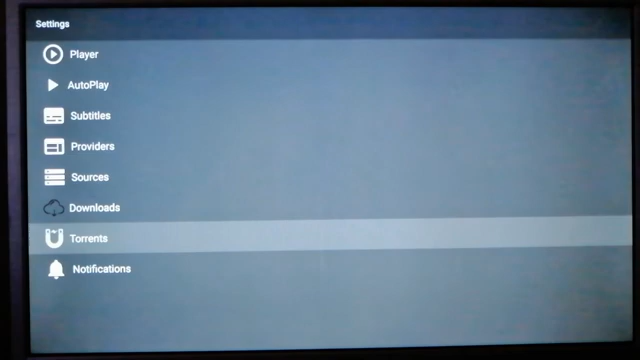 Settings
Player
AutoPlay
Subtitles
Providers
Sources
Downloads
Torrents
Notifications